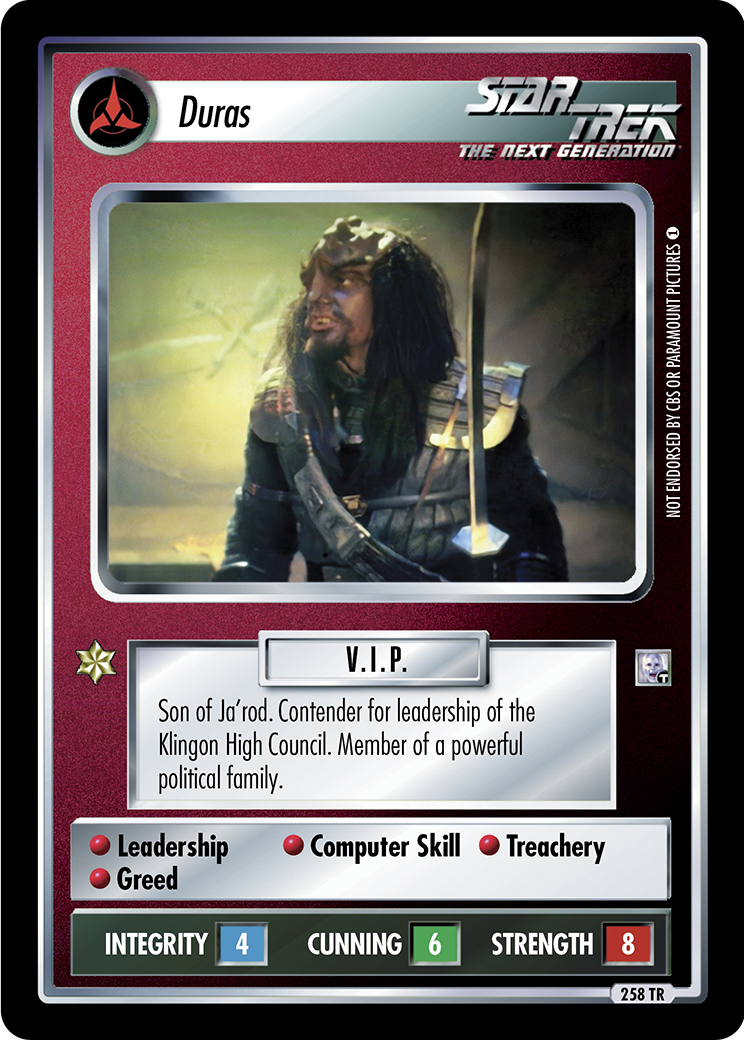 Duras
STAR TREK
THE NEXT GENERATION
NOT ENDORSED BY CBS OR PARAMOUNT PICTURES 1
V.I.P.
Son of Ja'rod. Contender for leadership of the
Klingon High Council. Member of a powerful
political family.
T
Leadership Computer Skill Treachery
Greed
INTEGRITY 4 CUNNING 6 STRENGTH 8
258 TR